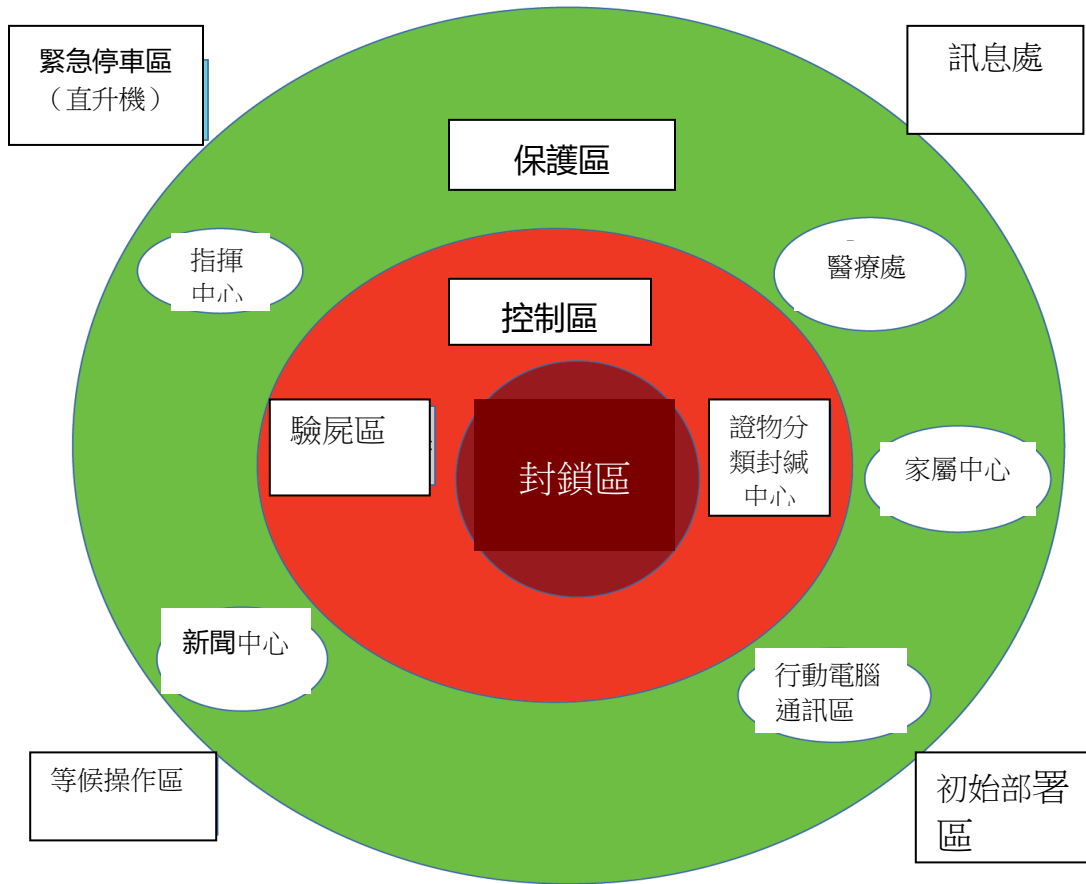 緊急停車區
（直升機）
訊息處
保護區
指揮
中心
醫療處
控制區
驗屍區
封鎖區
證物分
類封緘
中心
家屬中心
新聞中心
行動電腦
通訊區
等候操作區
初始部署
區